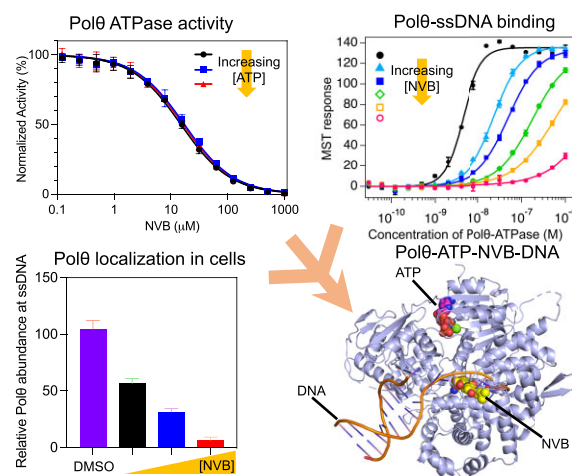 Polθ ATPase activity
Normalized Activity (%)
100
50
0
Increasing
[ATP]
0.1
1
10
100
1000
NVB (μM)
Polθ-ssDNA binding
MST response
140
120
100
80
60
40
20
0
Increasing
[NVB]
10⁻¹⁰
10⁻⁹
10⁻⁸
10⁻⁷
10⁻⁶
Concentration of Polθ-ATPase (M)
Polθ localization in cells
Relative Polθ abundance at ssDNA
150
100
50
0
DMSO
[NVB]
Polθ-ATP-NVB-DNA
ATP
DNA
NVB